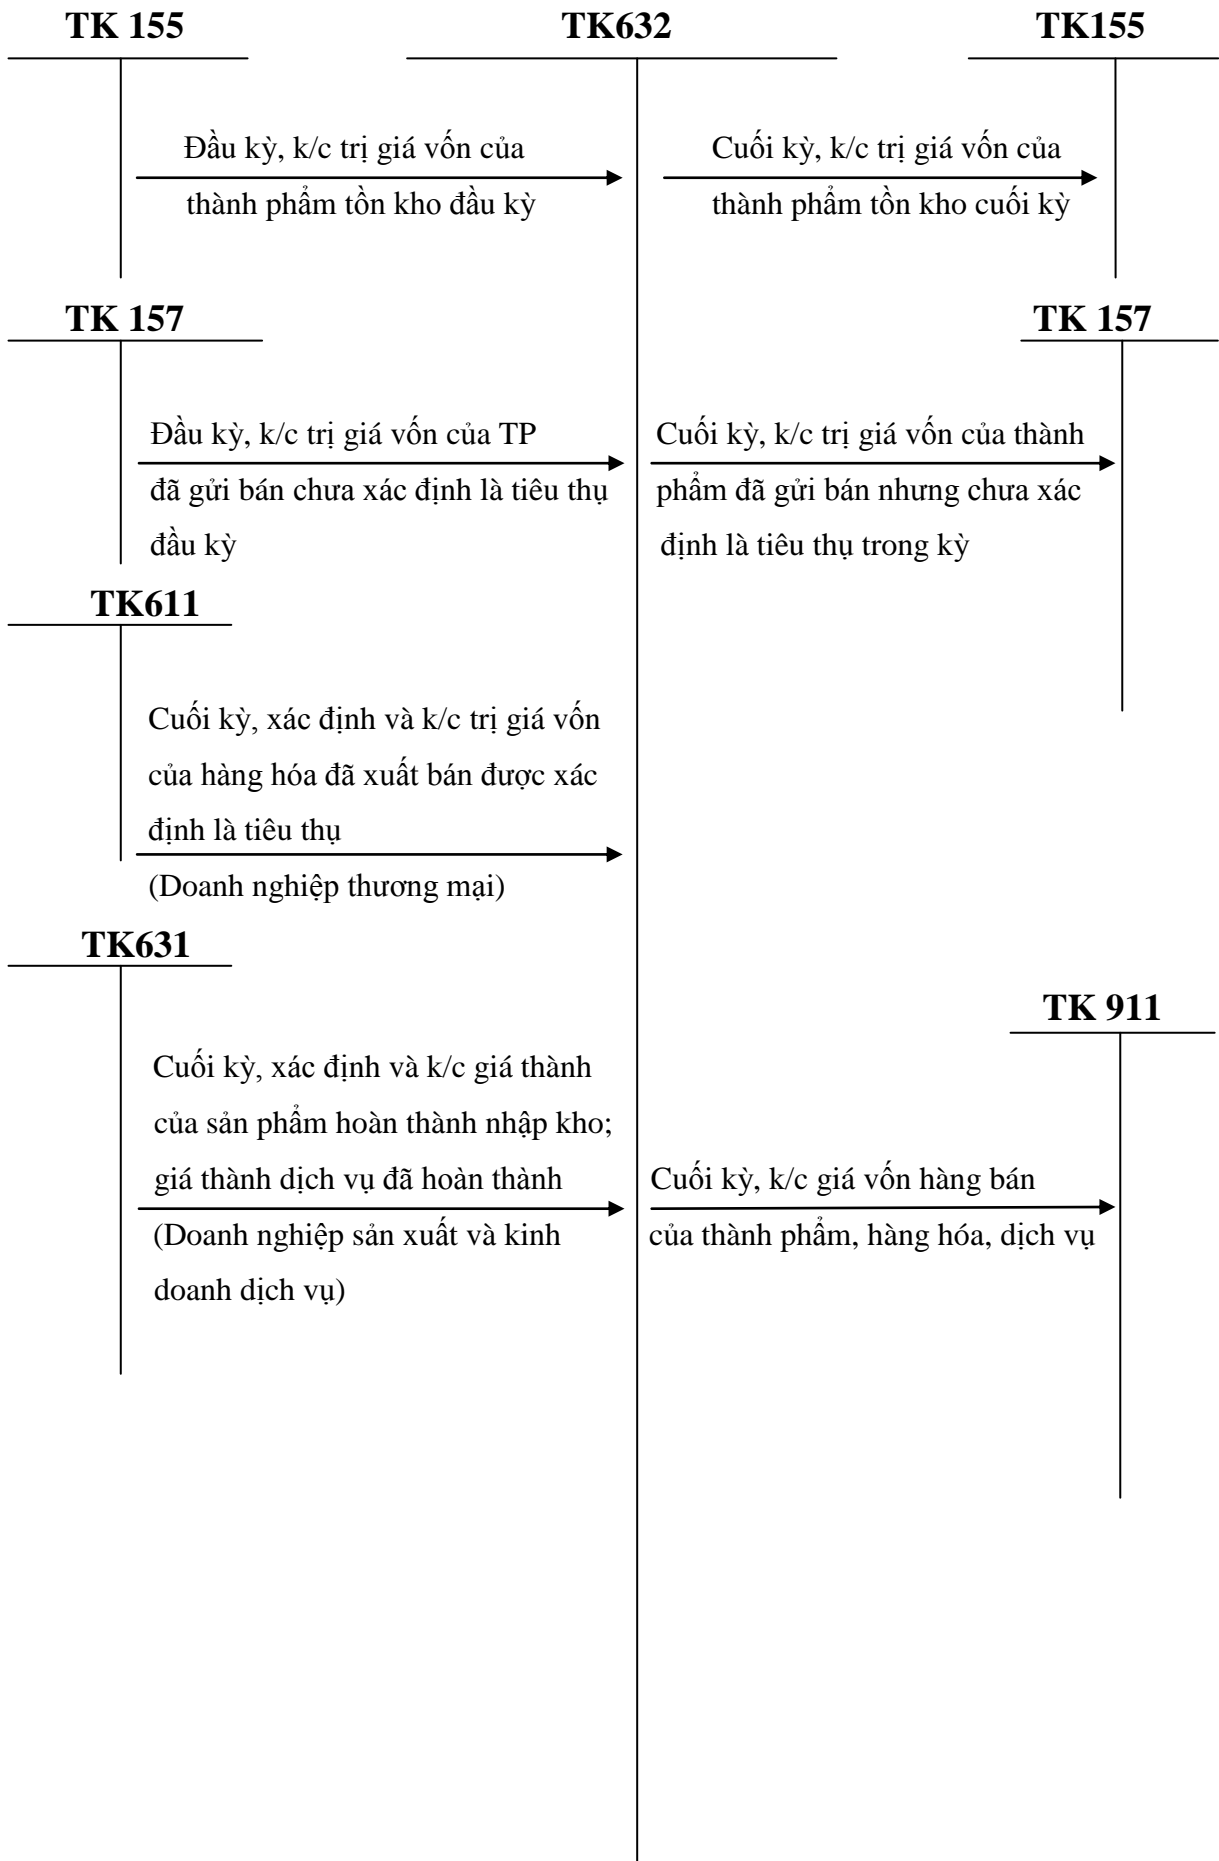 TK 155
TK632
TK155
Đầu kỳ, k/c trị giá vốn của
thành phẩm tồn kho đầu kỳ
Cuối kỳ, k/c trị giá vốn của
thành phẩm tồn kho cuối kỳ
TK 157
TK 157
Đầu kỳ, k/c trị giá vốn của TP
đã gửi bán chưa xác định là tiêu thụ
đầu kỳ
Cuối kỳ, k/c trị giá vốn của thành
phẩm đã gửi bán nhưng chưa xác
định là tiêu thụ trong kỳ
TK611
Cuối kỳ, xác định và k/c trị giá vốn
của hàng hóa đã xuất bán được xác
định là tiêu thụ
(Doanh nghiệp thương mại)
TK631
TK 911
Cuối kỳ, xác định và k/c giá thành
của sản phẩm hoàn thành nhập kho;
giá thành dịch vụ đã hoàn thành
(Doanh nghiệp sản xuất và kinh
doanh dịch vụ)
Cuối kỳ, k/c giá vốn hàng bán
của thành phẩm, hàng hóa, dịch vụ